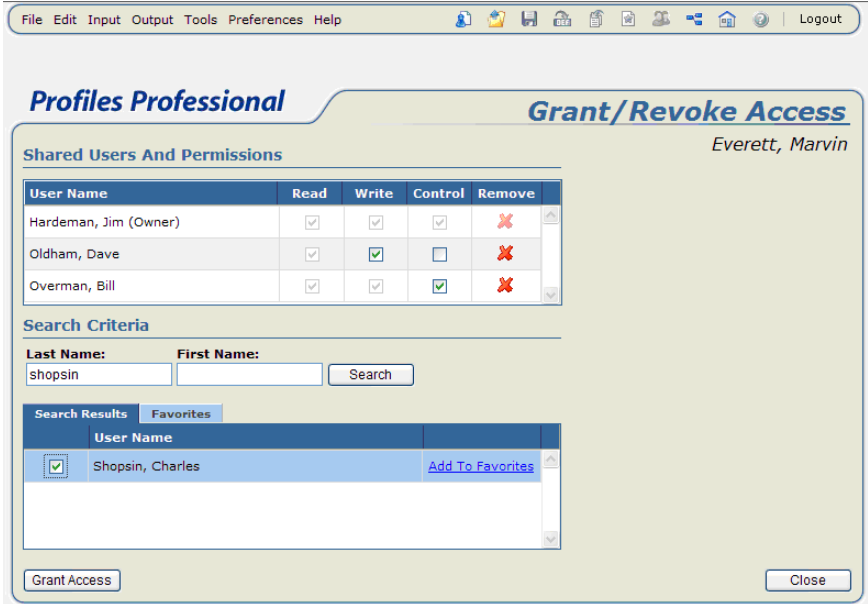 File Edit Input Output Tools Preferences Help Logout
Profiles Professional
Grant/Revoke Access
Everett, Marvin
Shared Users And Permissions
User Name Read Write Control Remove
Hardeman, Jim (Owner)
Oldham, Dave
Overman, Bill
Search Criteria
Last Name: First Name:
shopsin Search
Search Results Favorites
User Name
Shopsin, Charles Add To Favorites
Grant Access Close